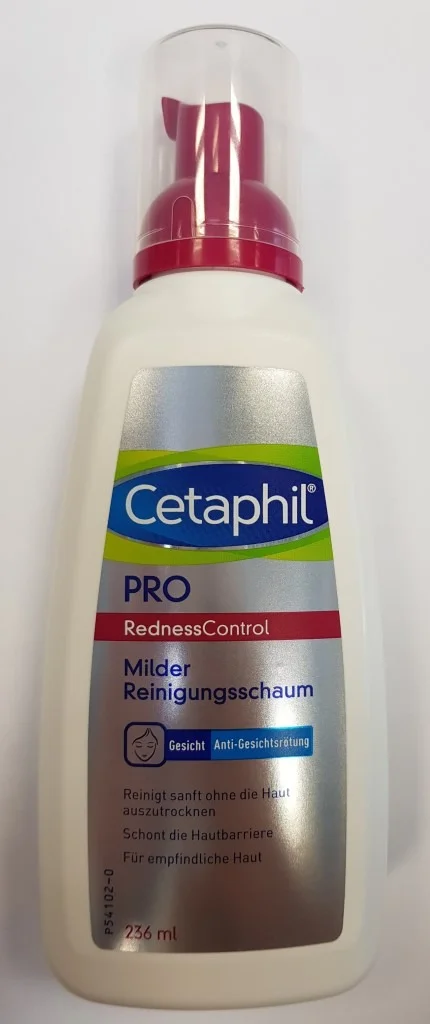 Cetaphil®
PRO
RednessControl
Milder
Reinigungsschaum
Gesicht Anti-Gesichtsrötung
Reinigt sanft ohne die Haut
auszutrocknen
Schont die Hautbarriere
Für empfindliche Haut
P54102-0
236 ml